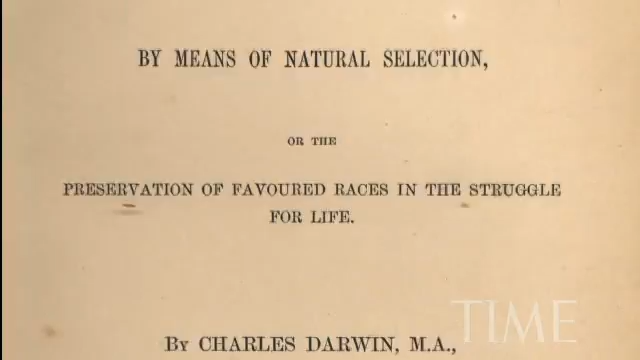 BY MEANS OF NATURAL SELECTION,
OR THE
PRESERVATION OF FAVOURED RACES IN THE STRUGGLE
FOR LIFE.
BY CHARLES DARWIN, M.A.,
TIME